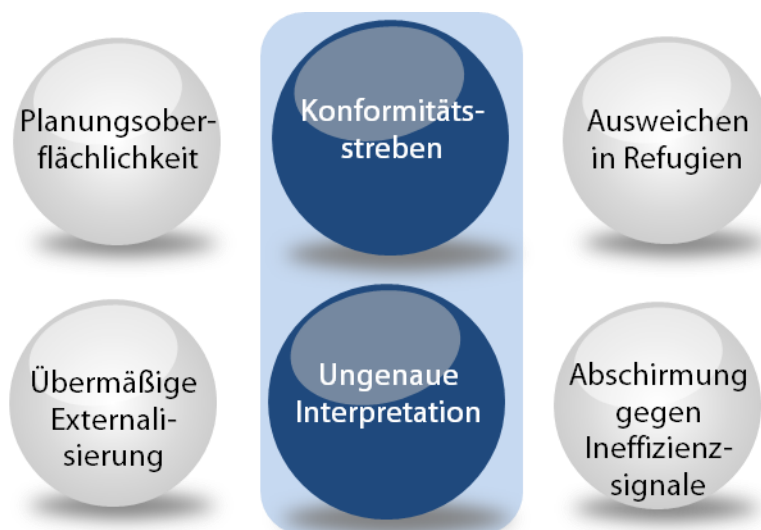 Planungsober-
flächlichkeit
Konformitäts-
streben
Ausweichen
in Refugien
Übermäßige
Externali-
sierung
Ungenaue
Interpretation
Abschirmung
gegen
Ineffizienz-
signale